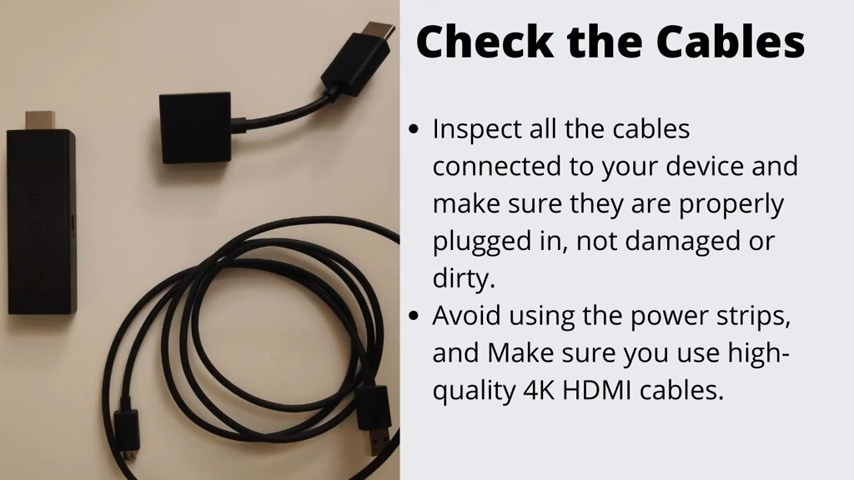 Check the Cables
• Inspect all the cables
connected to your device and
make sure they are properly
plugged in, not damaged or
dirty.
• Avoid using the power strips,
and Make sure you use high-
quality 4K HDMI cables.